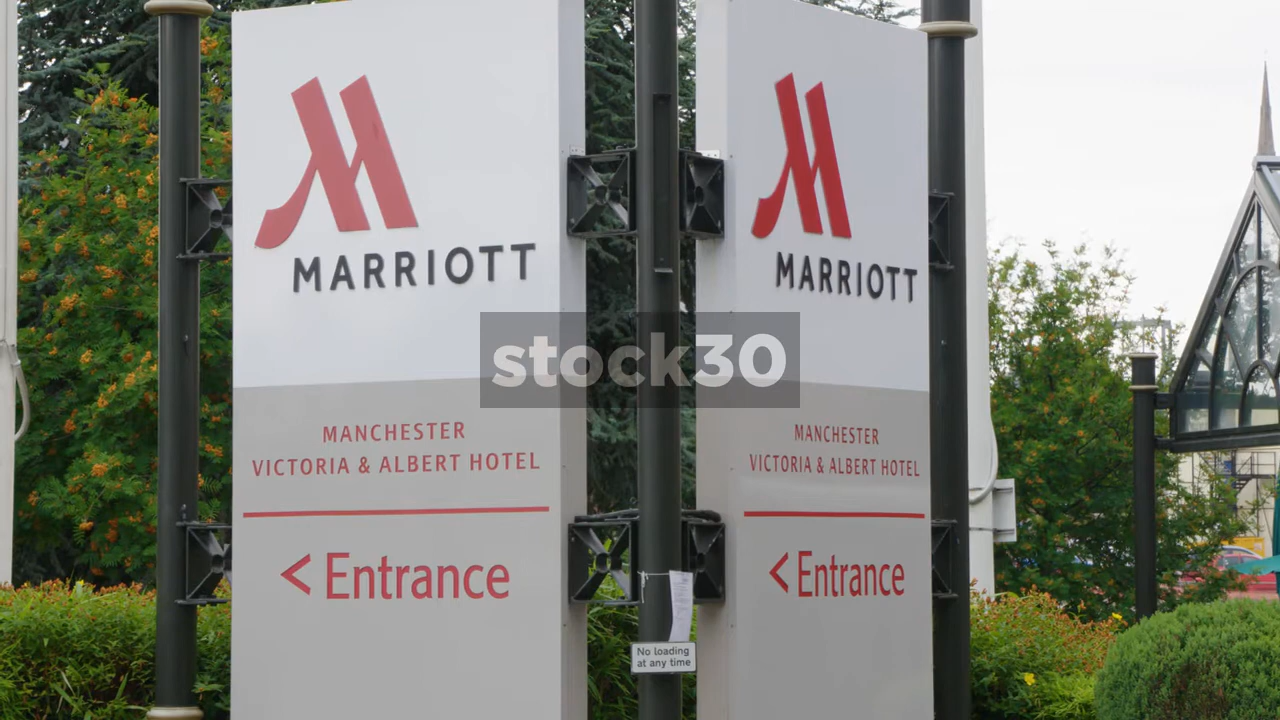 MARRIOTT
MANCHESTER
VICTORIA & ALBERT HOTEL
< Entrance
MARRIOTT
MANCHESTER
VICTORIA & ALBERT HOTEL
< Entrance
stock30
No loading
at any time